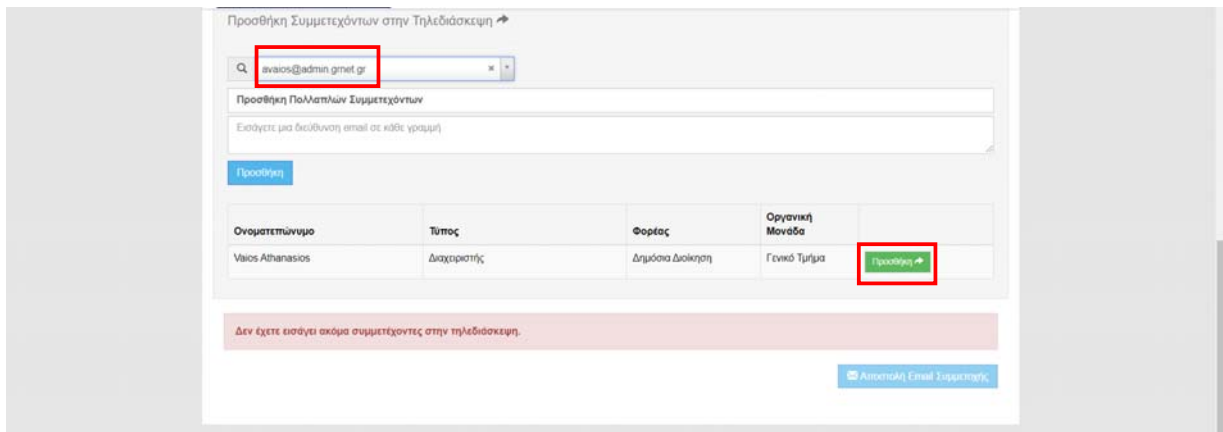 Προσθήκη Συμμετεχόντων στην Τηλεδιάσκεψη
avaios@admin.grnet.gr
Προσθήκη Πολλαπλών Συμμετεχόντων
Εισάγετε μια διεύθυνση email σε κάθε γραμμή
Προσθήκη
Ονοματεπώνυμο Τύπος Φορέας Οργανική Μονάδα
Vaios Athanasios Διαχειριστής Δημόσια Διοίκηση Γενικό Τμήμα Προσθήκη
Δεν έχετε εισάγει ακόμα συμμετέχοντες στην τηλεδιάσκεψη.
Αποστολή Email Συμμετοχής